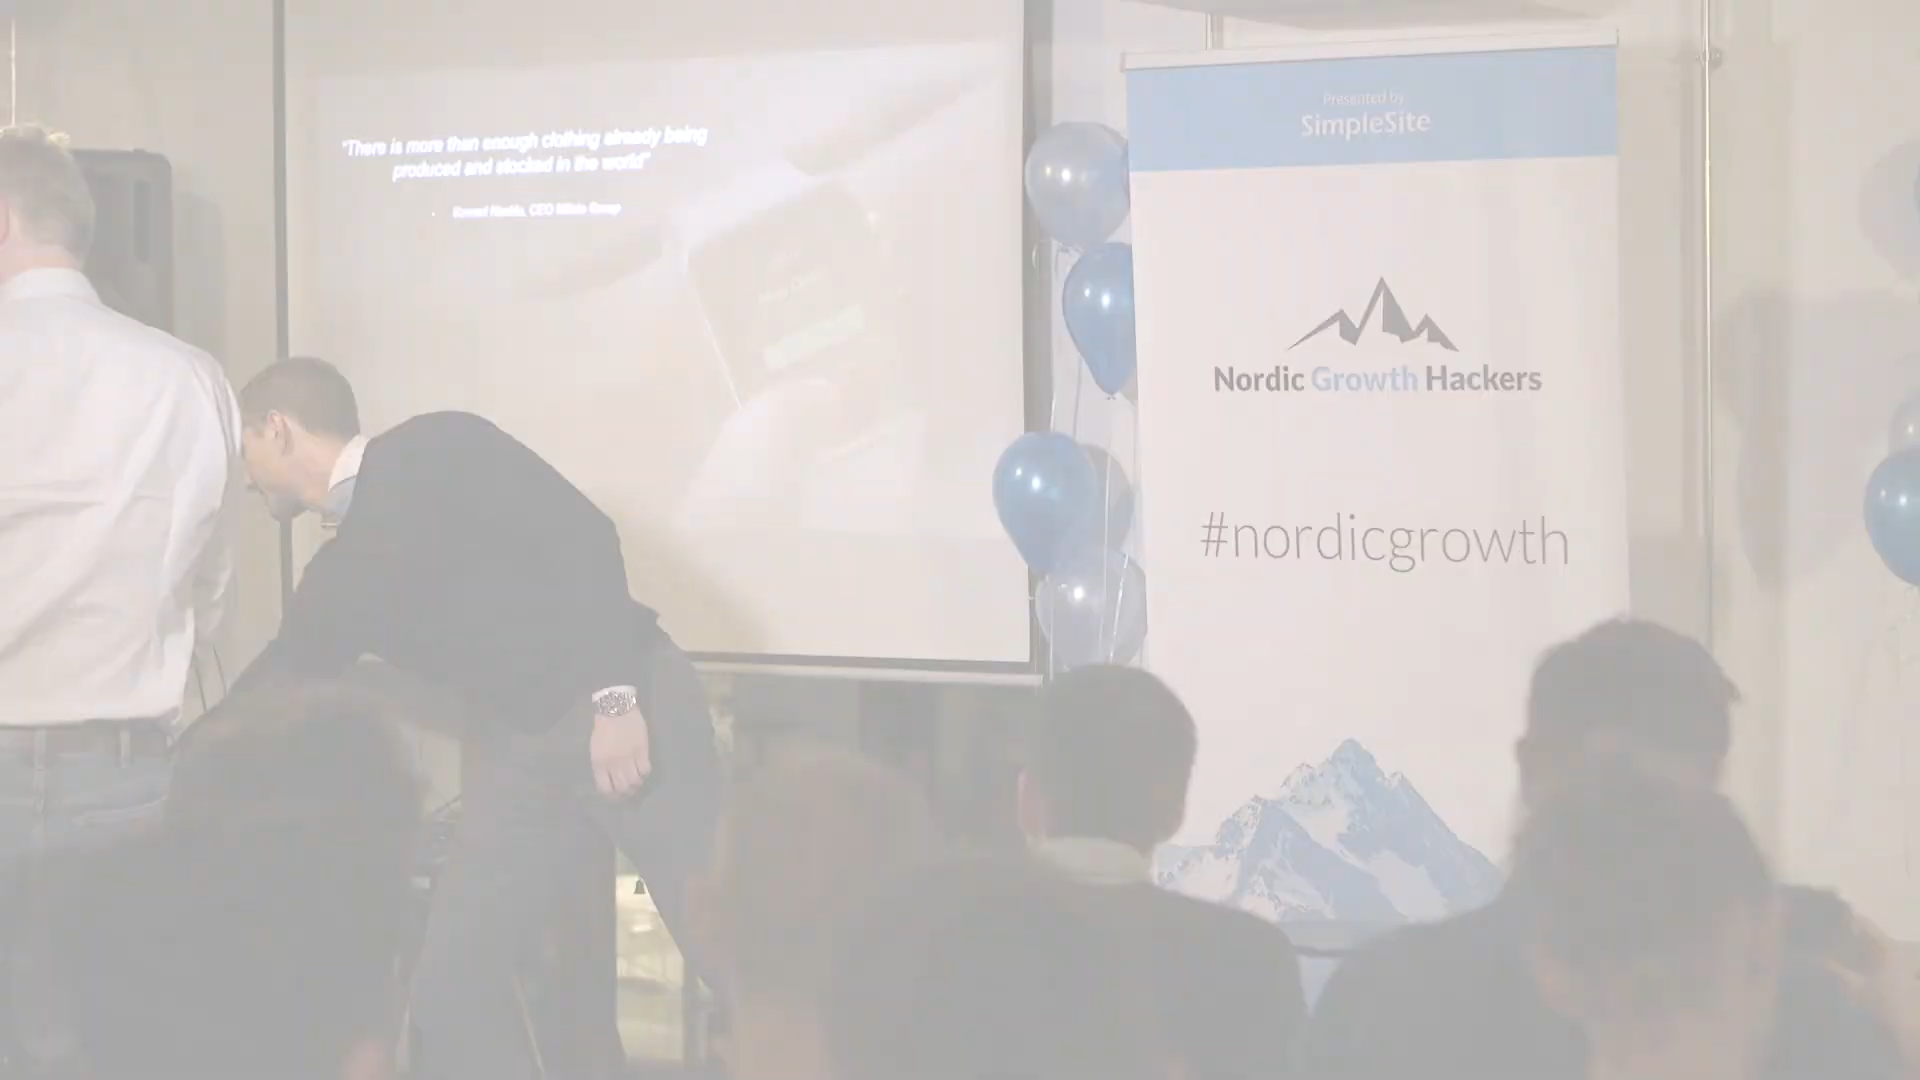 "There is more than enough clothing already being
produced and stocked in the world"
CEO
Presented by
SimpleSite
Nordic Growth Hackers
#nordicgrowth